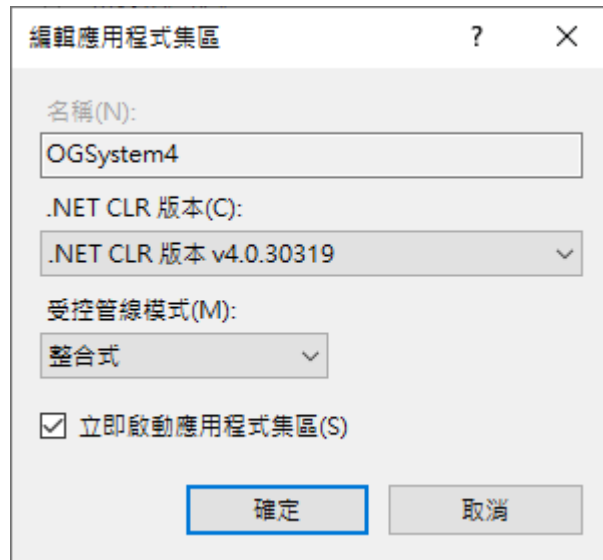 編輯應用程式集區
?
名稱(N):
OGSystem4
.NET CLR 版本(C):
.NET CLR 版本 v4.0.30319
受控管線模式(M):
整合式
立即啟動應用程式集區(S)
確定
取消